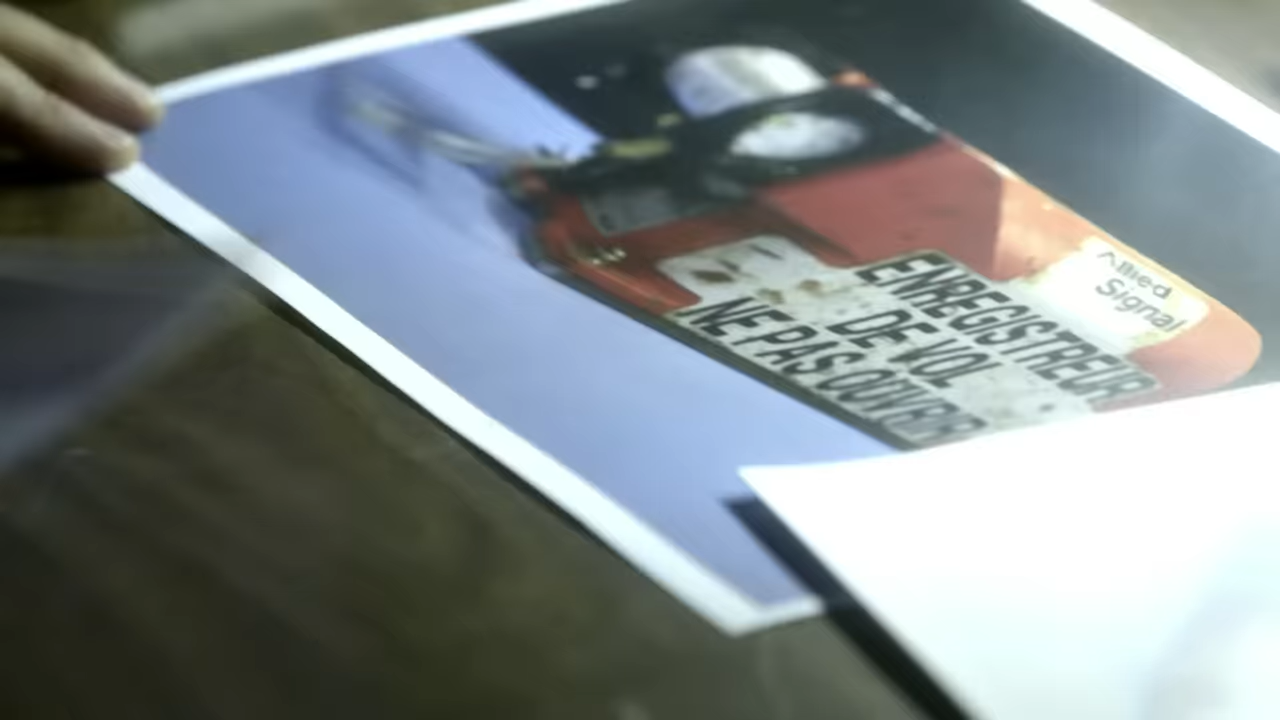 Allied
Signal
ENREGISTREUR
DE VOL
NE PAS OUVRIR